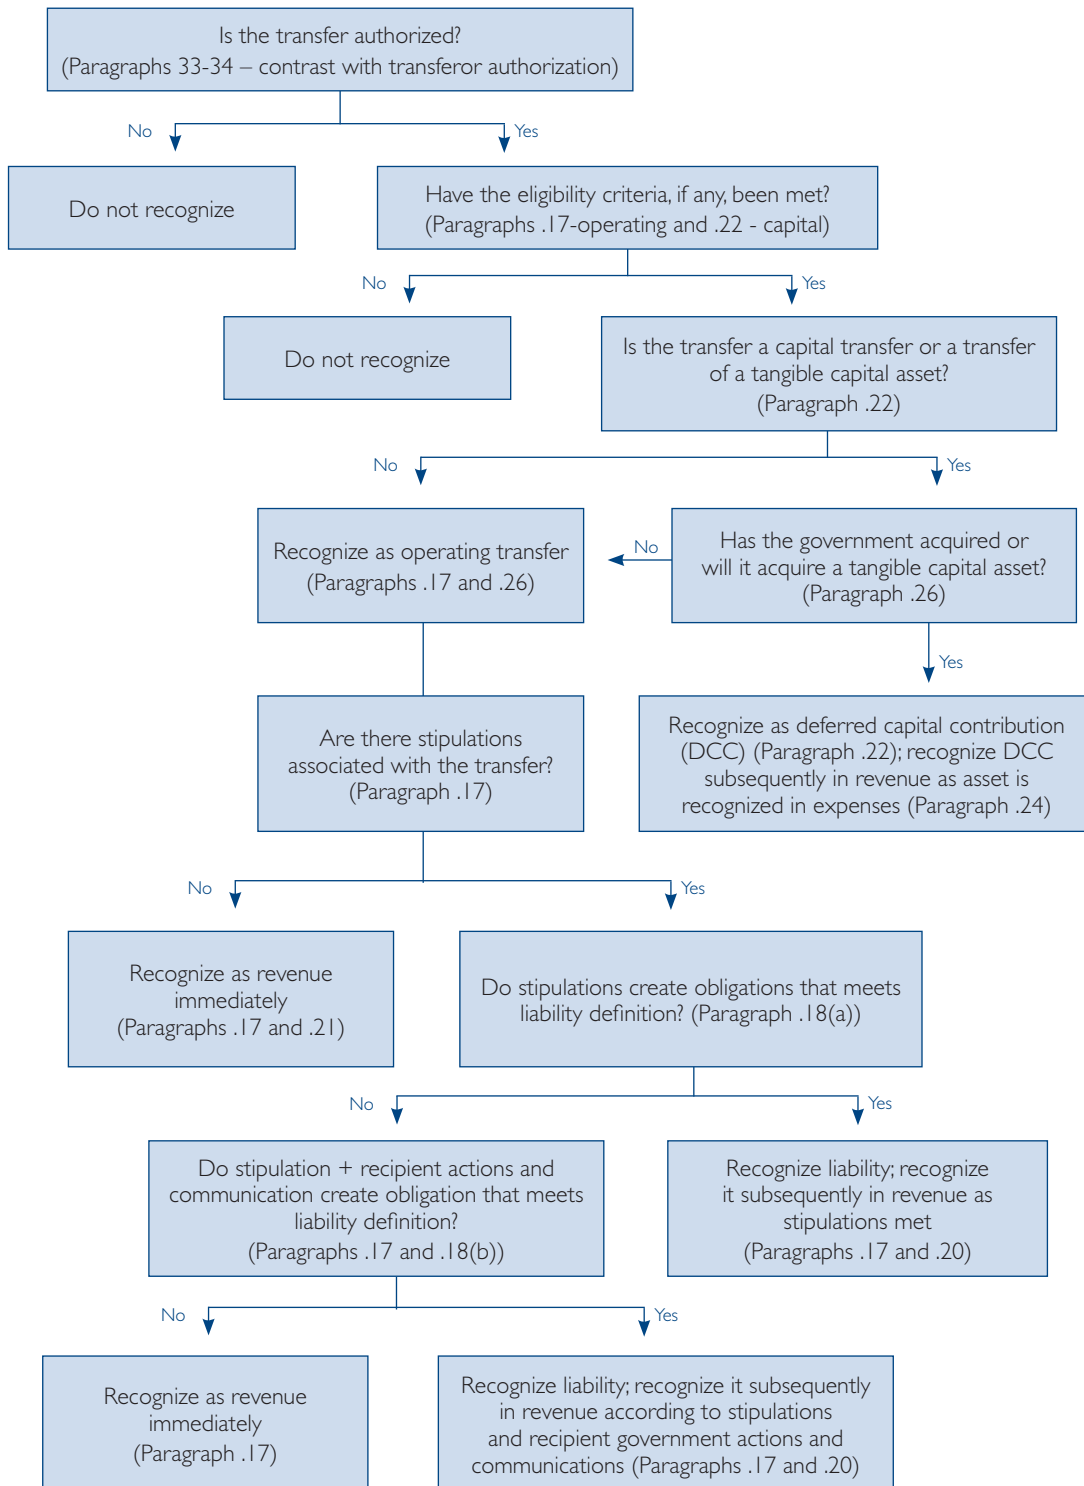 Is the transfer authorized?
(Paragraphs 33-34 – contrast with transferor authorization)
No
Yes
Do not recognize
Have the eligibility criteria, if any, been met?
(Paragraphs .17-operating and .22 - capital)
No
Yes
Do not recognize
Is the transfer a capital transfer or a transfer
of a tangible capital asset?
(Paragraph .22)
No
Yes
Recognize as operating transfer
(Paragraphs .17 and .26)
No
Has the government acquired or
will it acquire a tangible capital asset?
(Paragraph .26)
Yes
Are there stipulations
associated with the transfer?
(Paragraph .17)
Recognize as deferred capital contribution
(DCC) (Paragraph .22); recognize DCC
subsequently in revenue as asset is
recognized in expenses (Paragraph .24)
No
Yes
Recognize as revenue
immediately
(Paragraphs .17 and .21)
Do stipulations create obligations that meets
liability definition? (Paragraph .18(a))
No
Yes
Do stipulation + recipient actions and
communication create obligation that meets
liability definition?
(Paragraphs .17 and .18(b))
Recognize liability; recognize
it subsequently in revenue as
stipulations met
(Paragraphs .17 and .20)
No
Yes
Recognize as revenue
immediately
(Paragraph .17)
Recognize liability; recognize it subsequently
in revenue according to stipulations
and recipient government actions and
communications (Paragraphs .17 and .20)